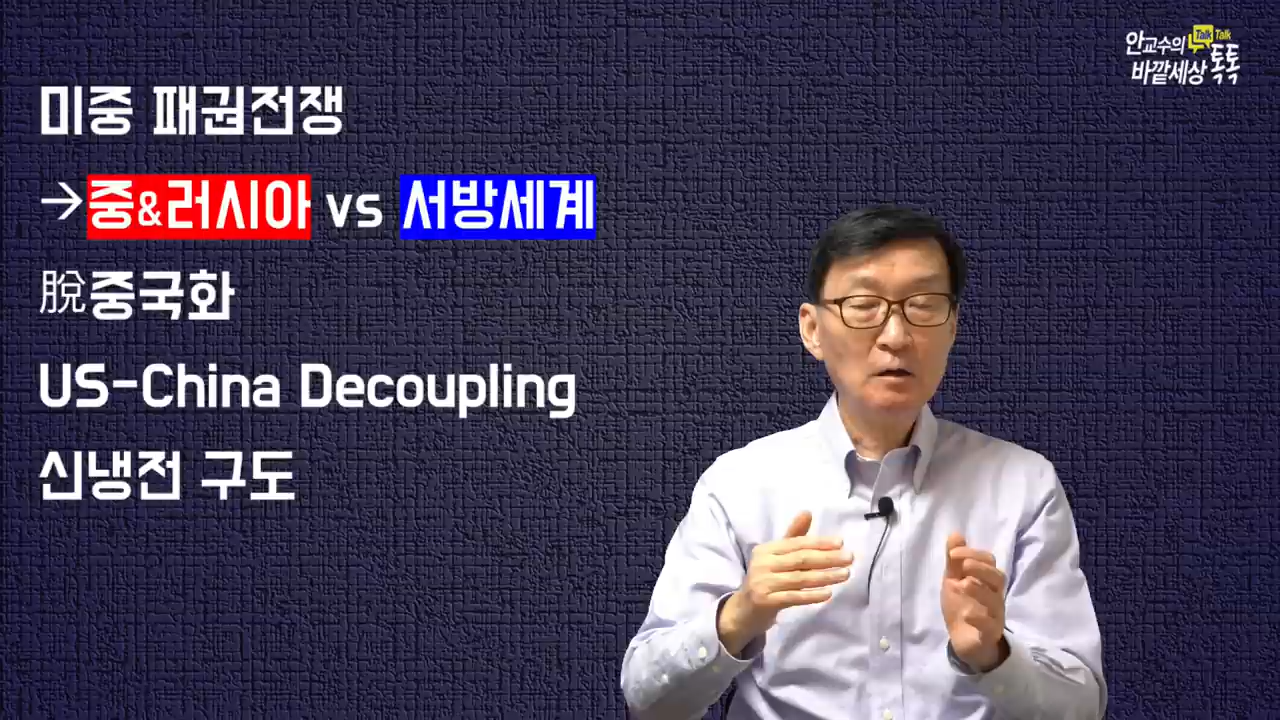 안교수의 Talk Talk
바깥세상 톡톡
미중 패권전쟁
→중&러시아 vs 서방세계
脫중국화
US-China Decoupling
신냉전 구도